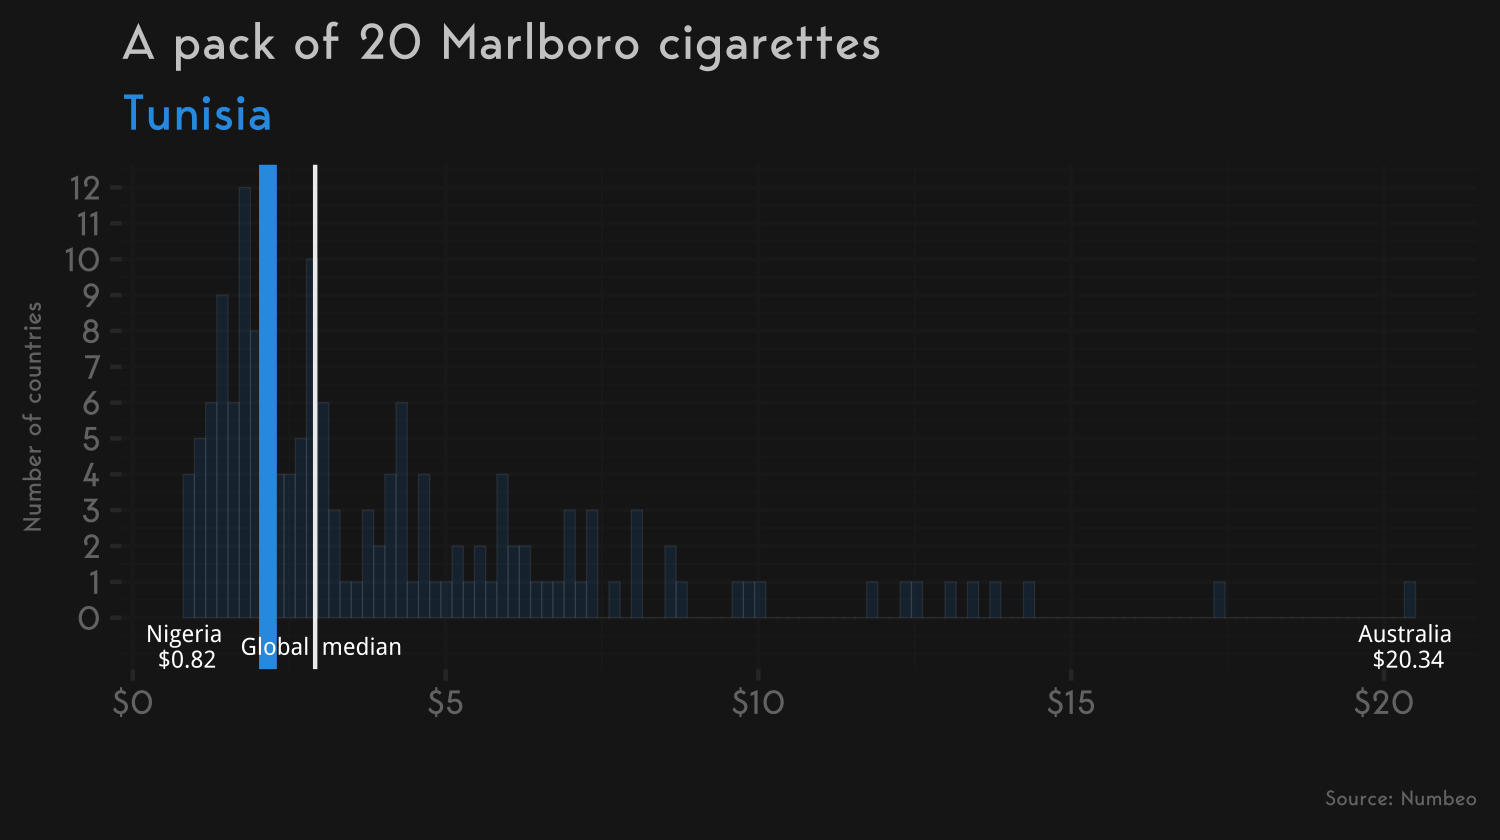 A pack of 20 Marlboro cigarettes
Tunisia
Number of countries
12
11
10
9
8
7
6
5
4
3
2
1
0
Nigeria
$0.82
Global median
Australia
$20.34
$0 $5 $10 $15 $20
Source: Numbeo